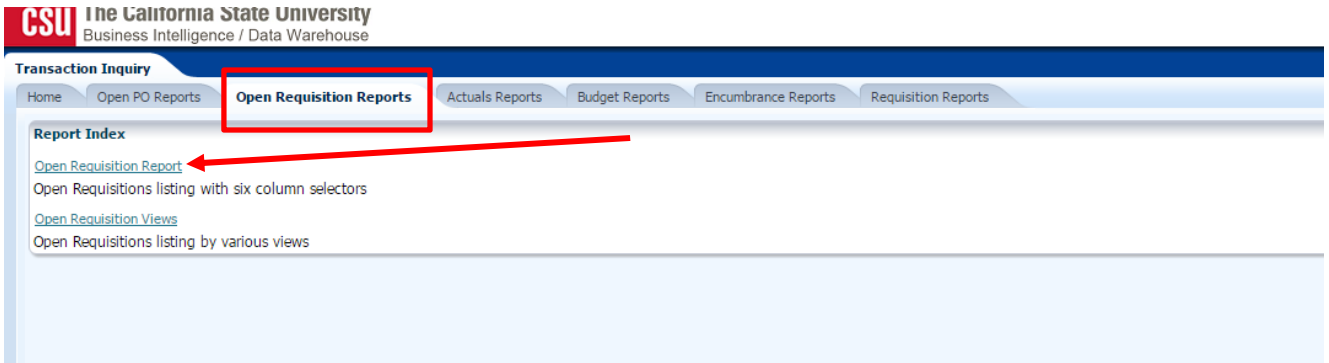 CSU The California State University
Business Intelligence / Data Warehouse
Transaction Inquiry
Home Open PO Reports Open Requisition Reports Actuals Reports Budget Reports Encumbrance Reports Requisition Reports
Report Index
Open Requisition Report
Open Requisitions listing with six column selectors
Open Requisition Views
Open Requisitions listing by various views